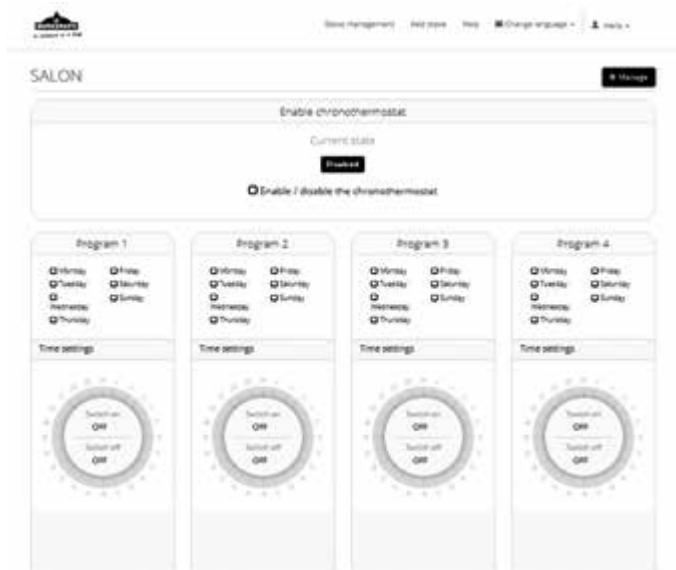 Stove management Add stove Help Change language Hello
SALON
Manage
Enable chronothermostat
Current state
Disabled
Enable / disable the chronothermostat
Program 1 Program 2 Program 3 Program 4
Monday Friday Monday Friday Monday Friday Monday Friday
Tuesday Saturday Tuesday Saturday Tuesday Saturday Tuesday Saturday
Sunday Sunday Sunday Sunday
Wednesday Wednesday Wednesday Wednesday
Thursday Thursday Thursday Thursday
Time settings Time settings Time settings Time settings
Switch on Switch on Switch on Switch on
OFF OFF OFF OFF
Switch off Switch off Switch off Switch off
OFF OFF OFF OFF